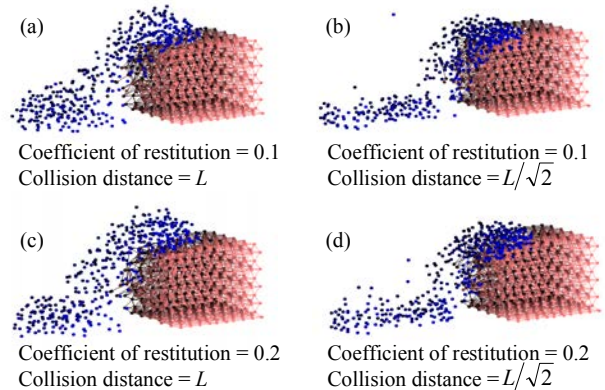 (a)
Coefficient of restitution = 0.1
Collision distance = L
(b)
Coefficient of restitution = 0.1
Collision distance = L/√2
(c)
Coefficient of restitution = 0.2
Collision distance = L
(d)
Coefficient of restitution = 0.2
Collision distance = L/√2